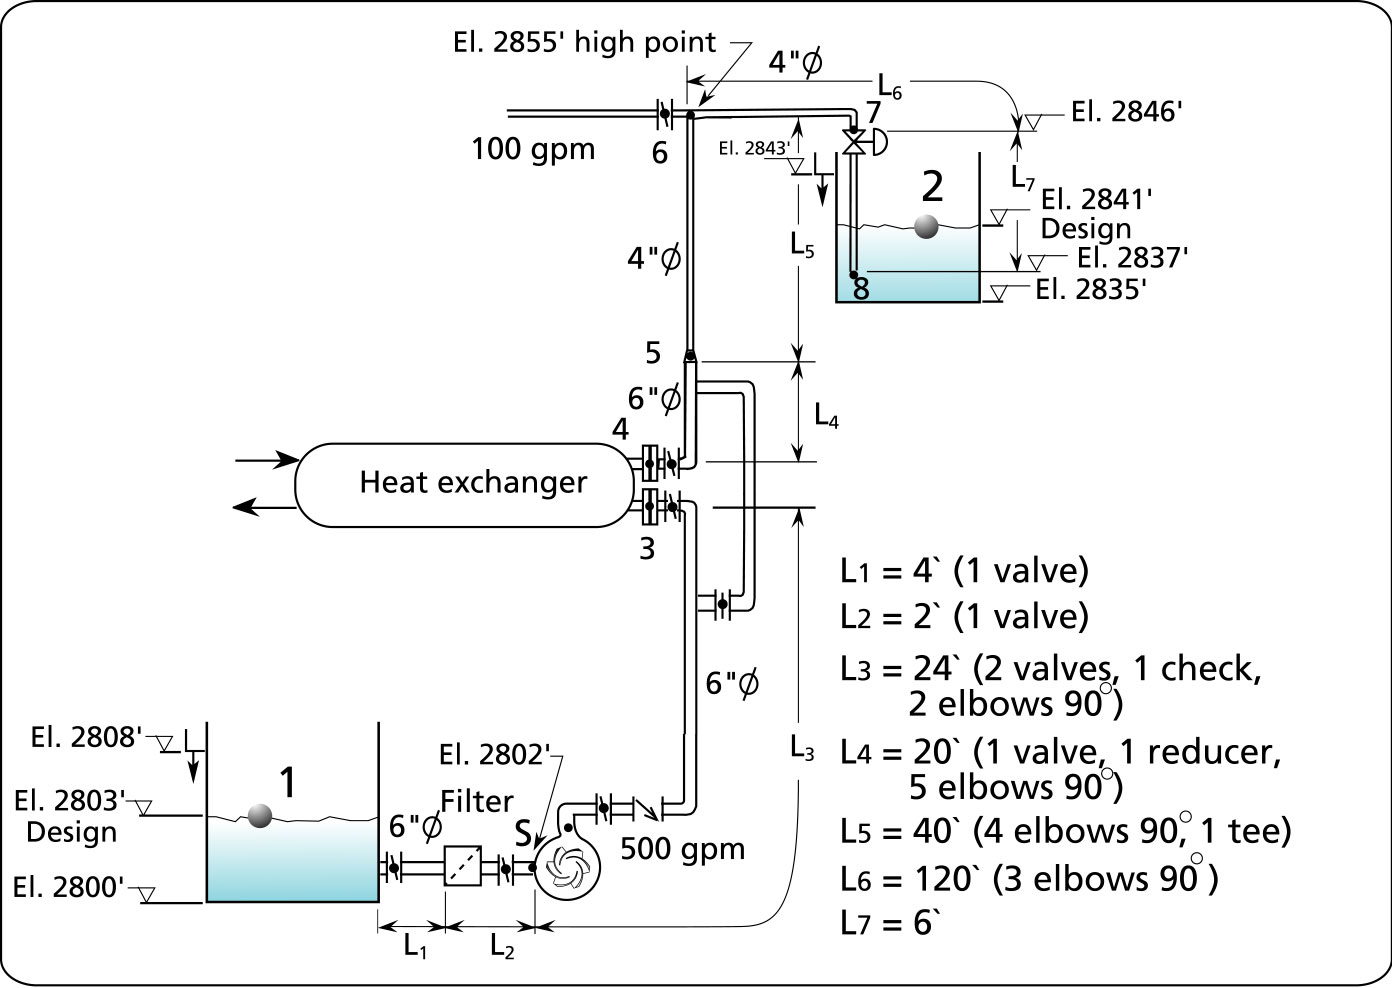 El. 2855' high point
4"∅
L6
7
El. 2846'
100 gpm
6
El. 2843'
L
2
L7
El. 2841'
Design
4"∅
L5
El. 2837'
8
El. 2835'
5
6"∅
4
L4
Heat exchanger
3
L1 = 4` (1 valve)
L2 = 2` (1 valve)
L3 = 24` (2 valves, 1 check,
2 elbows 90°)
6"∅
L3
L4 = 20` (1 valve, 1 reducer,
5 elbows 90°)
L5 = 40` (4 elbows 90°, 1 tee)
L6 = 120` (3 elbows 90°)
L7 = 6`
El. 2808'
L
El. 2802'
1
El. 2803'
Design
Filter
6"∅
S
500 gpm
El. 2800'
L1
L2